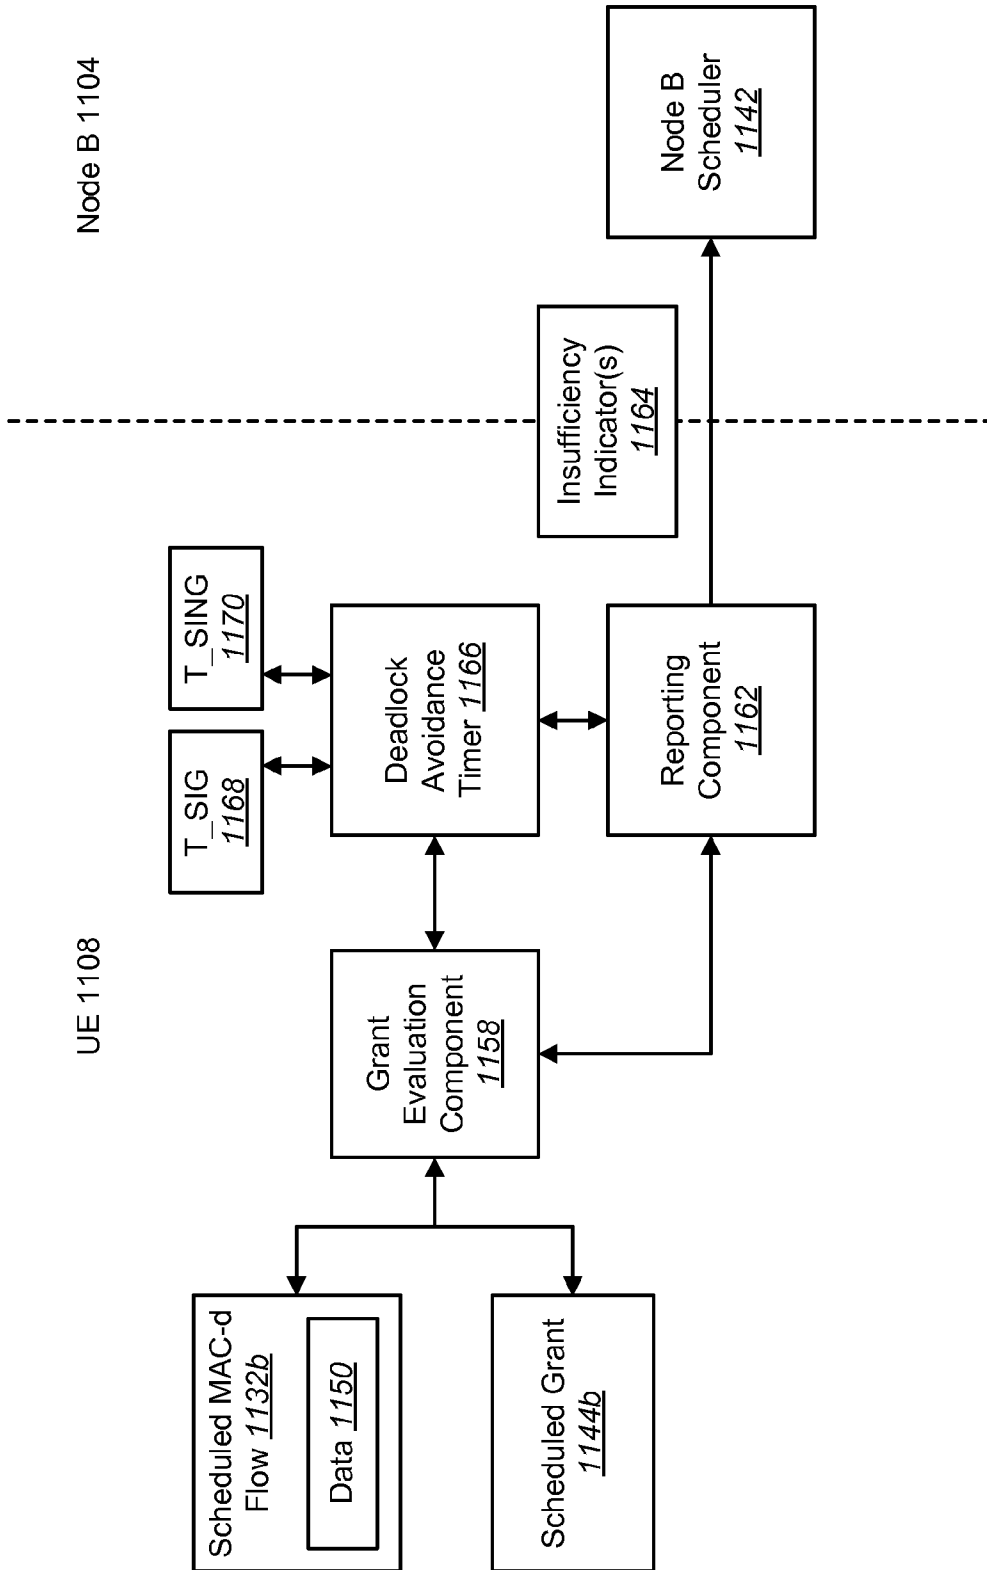 UE 1108
Node B 1104
Scheduled MAC-d
Flow 1132b
Data 1150
Scheduled Grant
1144b
Grant
Evaluation
Component
1158
T_SIG
1168
T_SING
1170
Deadlock
Avoidance
Timer 1166
Reporting
Component
1162
Insufficiency
Indicator(s)
1164
Node B
Scheduler
1142